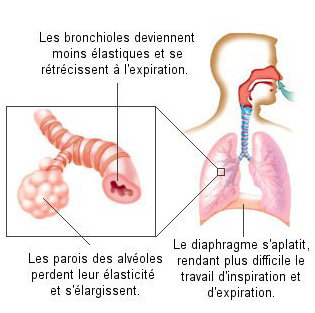 Les bronchioles deviennent
moins élastiques et se
rétrécissent à l'expiration.
Les parois des alvéoles
perdent leur élasticité
et s'élargissent.
Le diaphragme s'aplatit,
rendant plus difficile le
travail d'inspiration et
d'expiration.